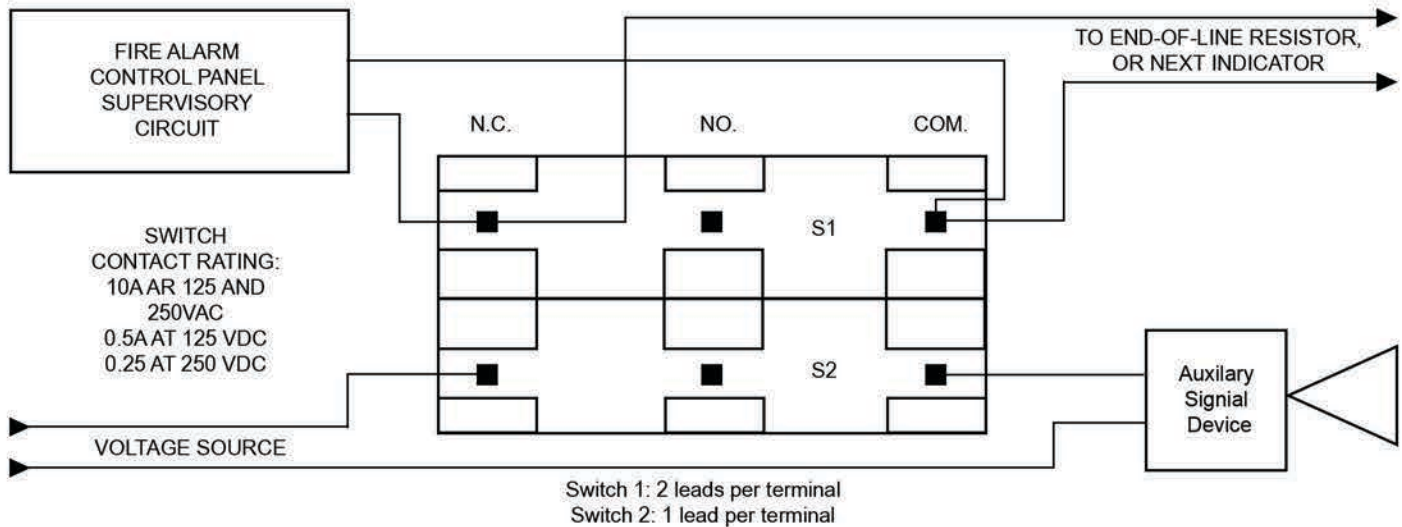 FIRE ALARM
CONTROL PANEL
SUPERVISORY
CIRCUIT
TO END-OF-LINE RESISTOR,
OR NEXT INDICATOR
N.C.
NO.
COM.
S1
SWITCH
CONTACT RATING:
10A AR 125 AND
250VAC
0.5A AT 125 VDC
0.25 AT 250 VDC
S2
Auxilary
Signial
Device
VOLTAGE SOURCE
Switch 1: 2 leads per terminal
Switch 2: 1 lead per terminal